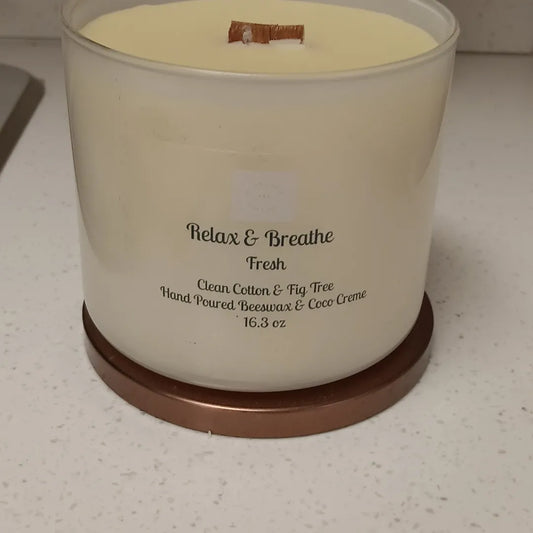 Relax & Breathe
Fresh
Clean Cotton & Fig Tree
Hand Poured Beeswax & Coco Creme
16.3 oz